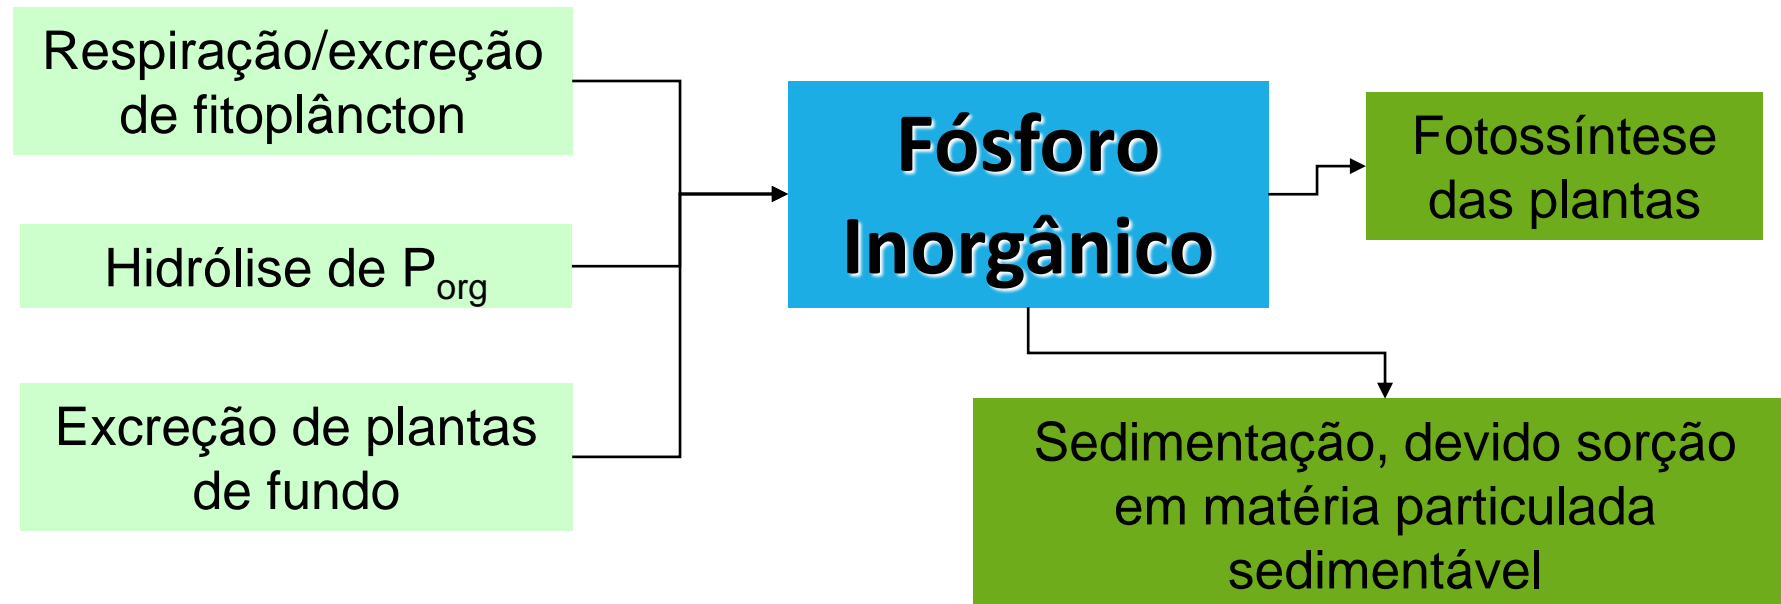 Respiração/excreção
de fitoplâncton
Hidrólise de Porg
Excreção de plantas
de fundo
Fósforo
Inorgânico
Fotossíntese
das plantas
Sedimentação, devido sorção
em matéria particulada
sedimentável